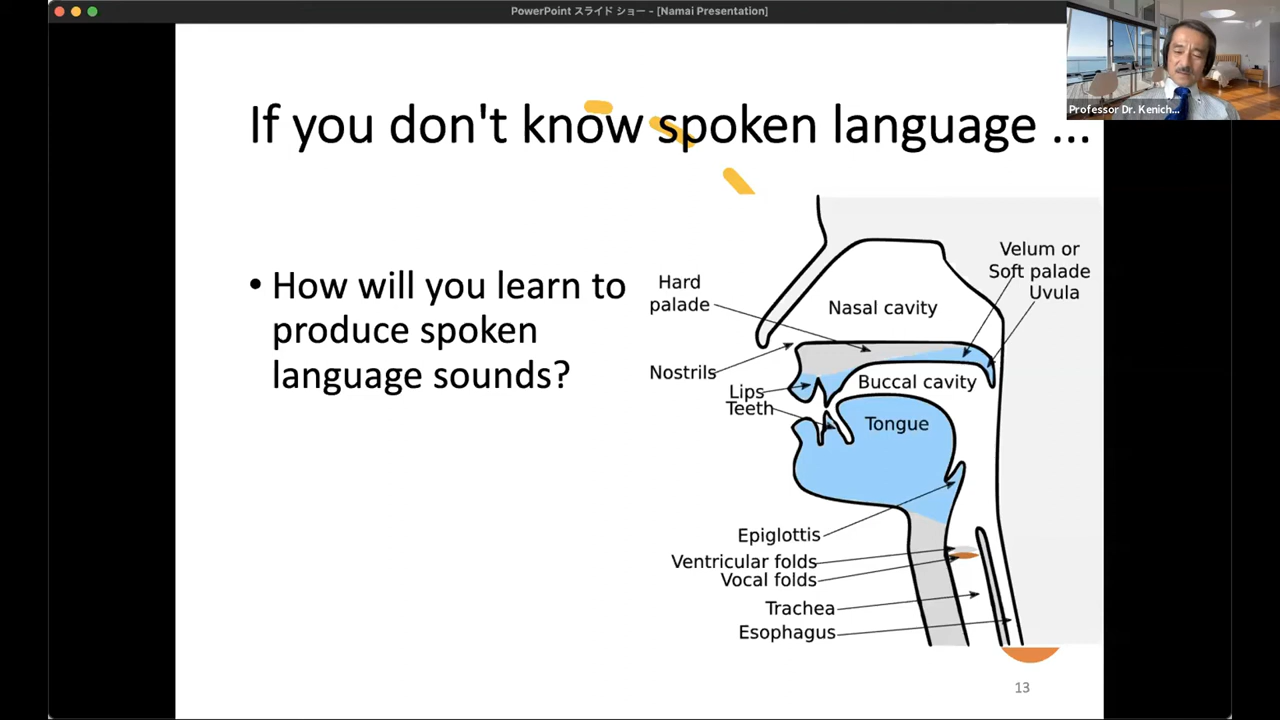 PowerPoint スライド ショー - [Namai Presentation]
Professor Dr. Kenich...
If you don't know spoken language ...
• How will you learn to
produce spoken
language sounds?
Velum or
Soft palade
Uvula
Hard
palade
Nasal cavity
Nostrils
Buccal cavity
Lips
Teeth
Tongue
Epiglottis
Ventricular folds
Vocal folds
Trachea
Esophagus
13